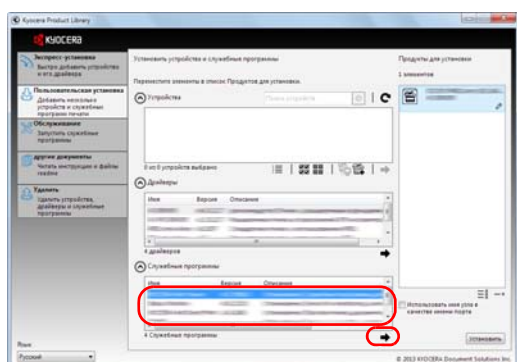 Kyocera Product Library
KYOCERA
Экспресс-установка
Быстро добавить устройство
и его драйвера
Пользовательская установка
Добавить несколько
устройств и служебных
программ печати
Обслуживание
Запустить служебные
программы
другие документы
Читать инструкции и файлы
readme
Удалить
Удалить устройства,
драйверы и служебные
программы
Язык
Русский
Установить устройства и служебные программы
Переместите элементы в список Продуктов для установки.
Устройства
Поиск устройств
0 из 0 устройств выбрано
Драйверы
Имя Версия Описание
4 драйверов
Служебные программы
Имя Версия Описание
4 Служебные программы
Продукты для установки
1 элементов
Использовать имя узла в
качестве имени порта
Установить
© 2013 KYOCERA Document Solutions Inc.